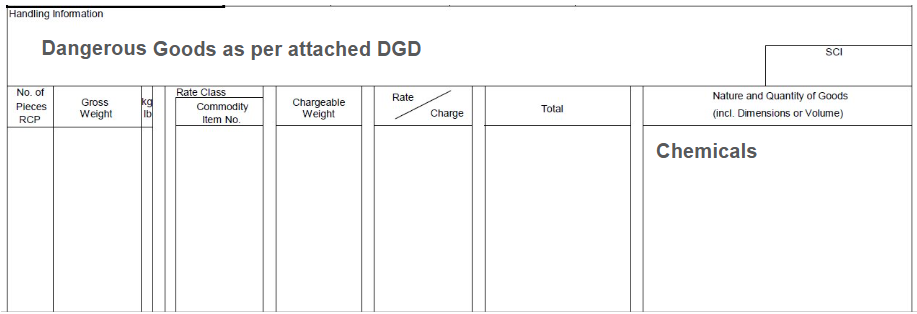 Handling Information
Dangerous Goods as per attached DGD
SCI
No. of
Pieces
RCP
Gross
Weight
kg
lb
Rate Class
Commodity
Item No.
Chargeable
Weight
Rate
Charge
Total
Nature and Quantity of Goods
(incl. Dimensions or Volume)
Chemicals